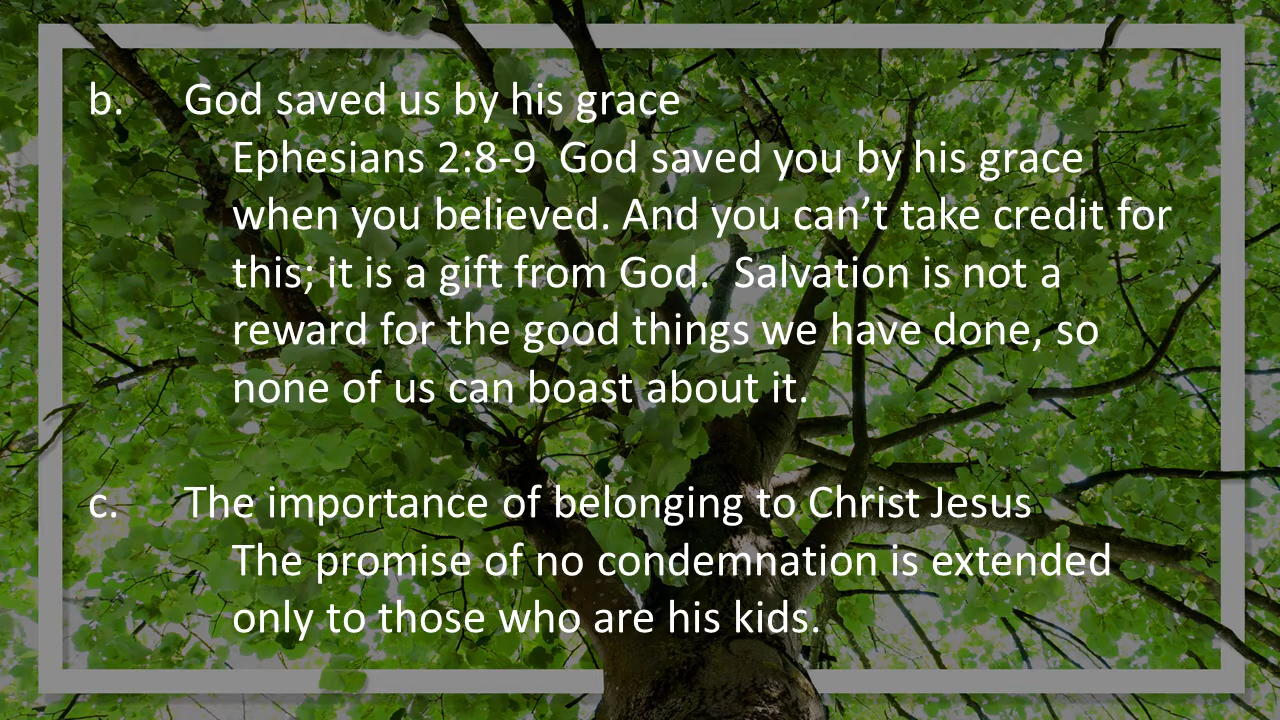 b. God saved us by his grace
Ephesians 2:8-9  God saved you by his grace
when you believed. And you can’t take credit for
this; it is a gift from God.  Salvation is not a
reward for the good things we have done, so
none of us can boast about it.
c. The importance of belonging to Christ Jesus
The promise of no condemnation is extended
only to those who are his kids.